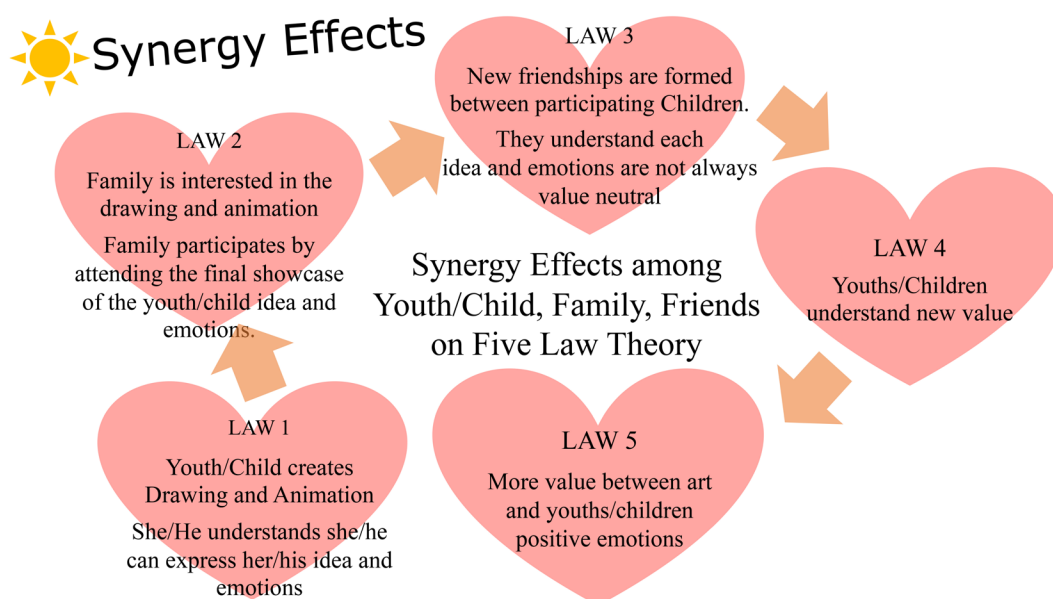 Synergy Effects
LAW 3
New friendships are formed
between participating Children.
They understand each
idea and emotions are not always
value neutral
LAW 2
Family is interested in the
drawing and animation
Family participates by
attending the final showcase
of the youth/child idea and
emotions.
LAW 4
Youths/Children
understand new value
Synergy Effects among
Youth/Child, Family, Friends
on Five Law Theory
LAW 1
Youth/Child creates
Drawing and Animation
She/He understands she/he
can express her/his idea and
emotions
LAW 5
More value between art
and youths/children
positive emotions